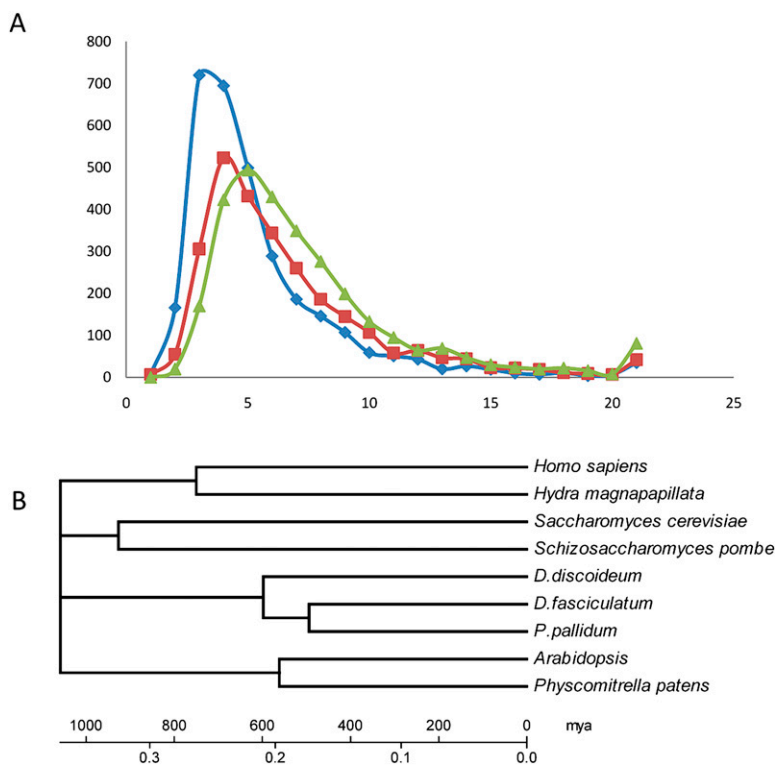 A
800
700
600
500
400
300
200
100
0
0 5 10 15 20 25
B
Homo sapiens
Hydra magnapapillata
Saccharomyces cerevisiae
Schizosaccharomyces pombe
D.discoideum
D.fasciculatum
P.pallidum
Arabidopsis
Physcomitrella patens
1000 800 600 400 200 0 mya
0.3 0.2 0.1 0.0